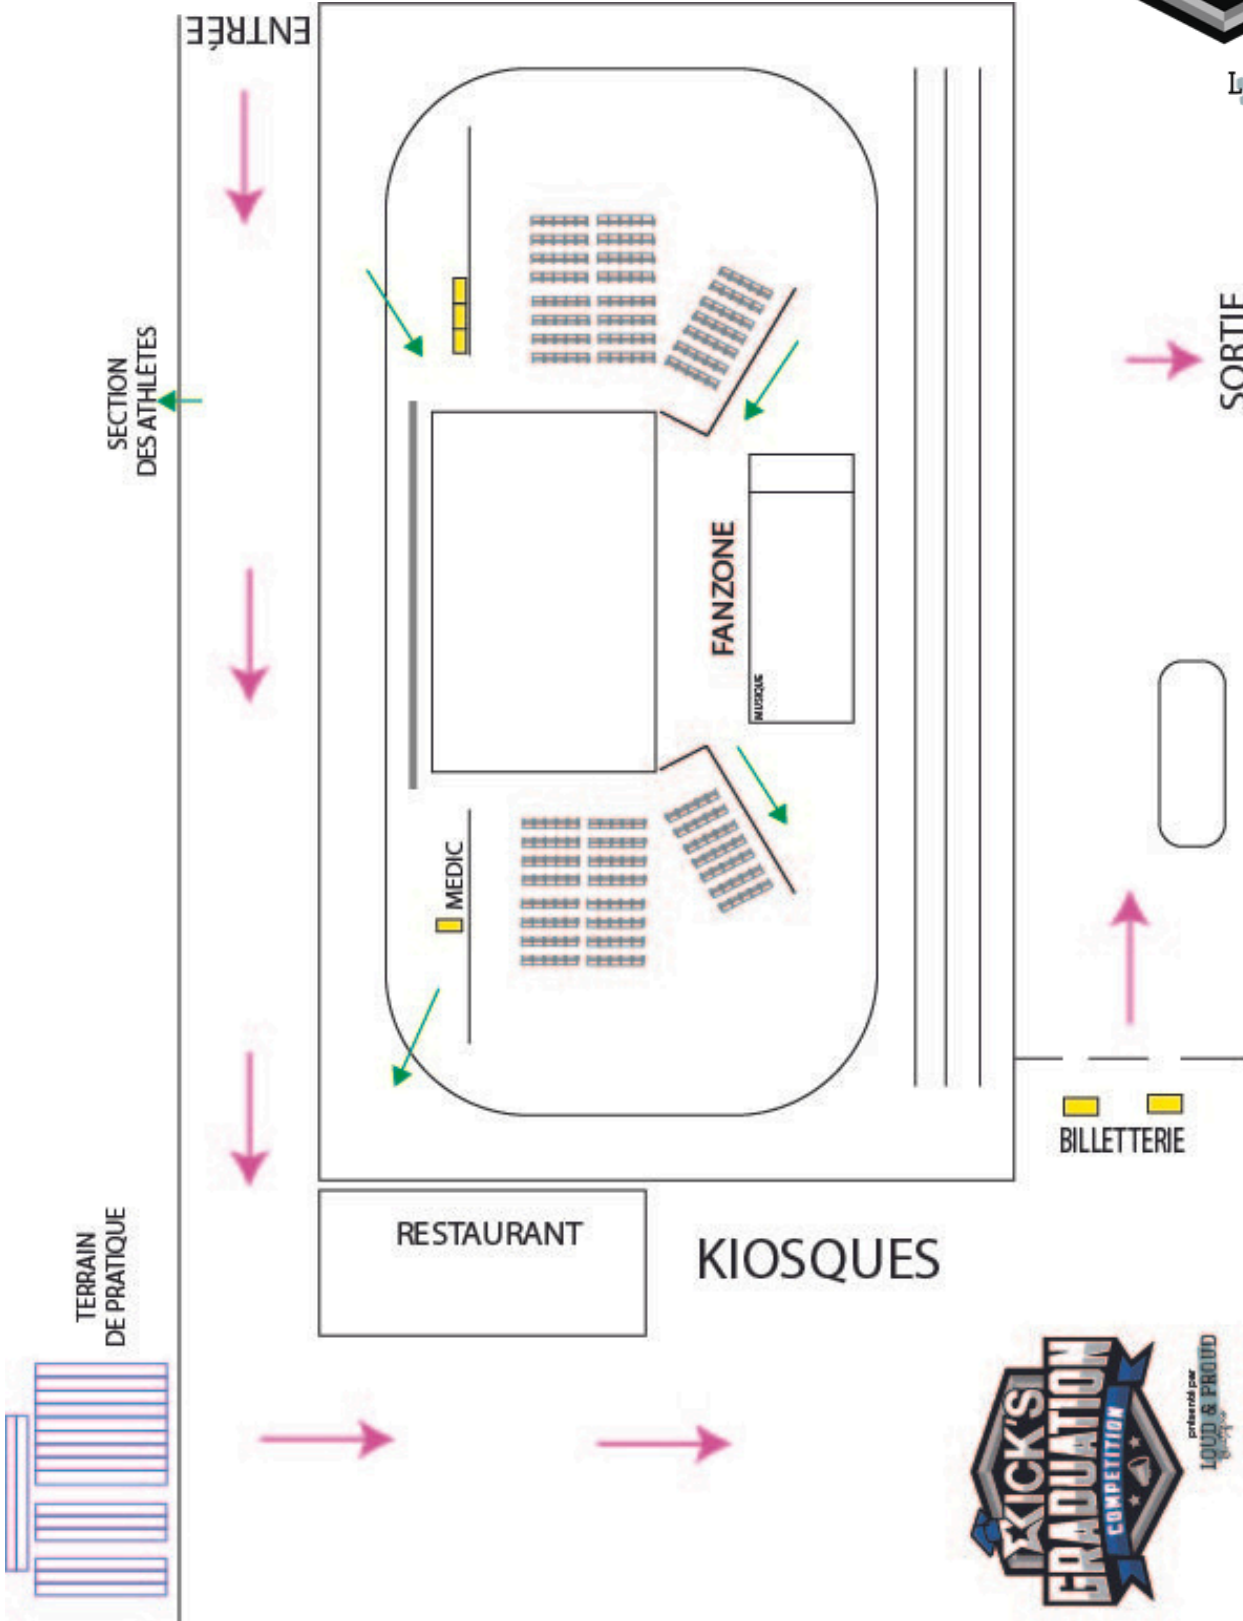 ENTRÉE
SECTION
DES ATHLÈTES
SORTIE
FANZONE
MUSIQUE
MEDIC
BILLETTERIE
RESTAURANT
KIOSQUES
TERRAIN
DE PRATIQUE
KICK'S
GRADUATION
COMPETITION
présenté par
LOUD & PROUD
L